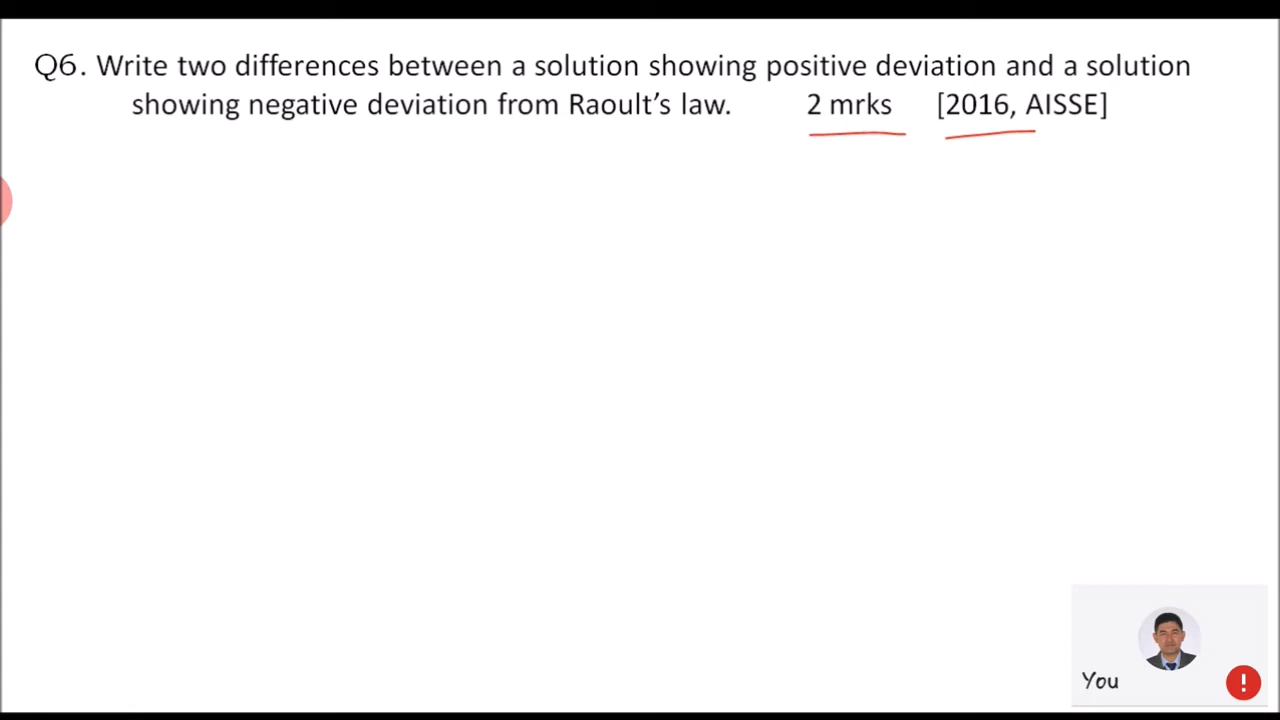 Q6. Write two differences between a solution showing positive deviation and a solution
showing negative deviation from Raoult’s law. 2 mrks [2016, AISSE]
You
!